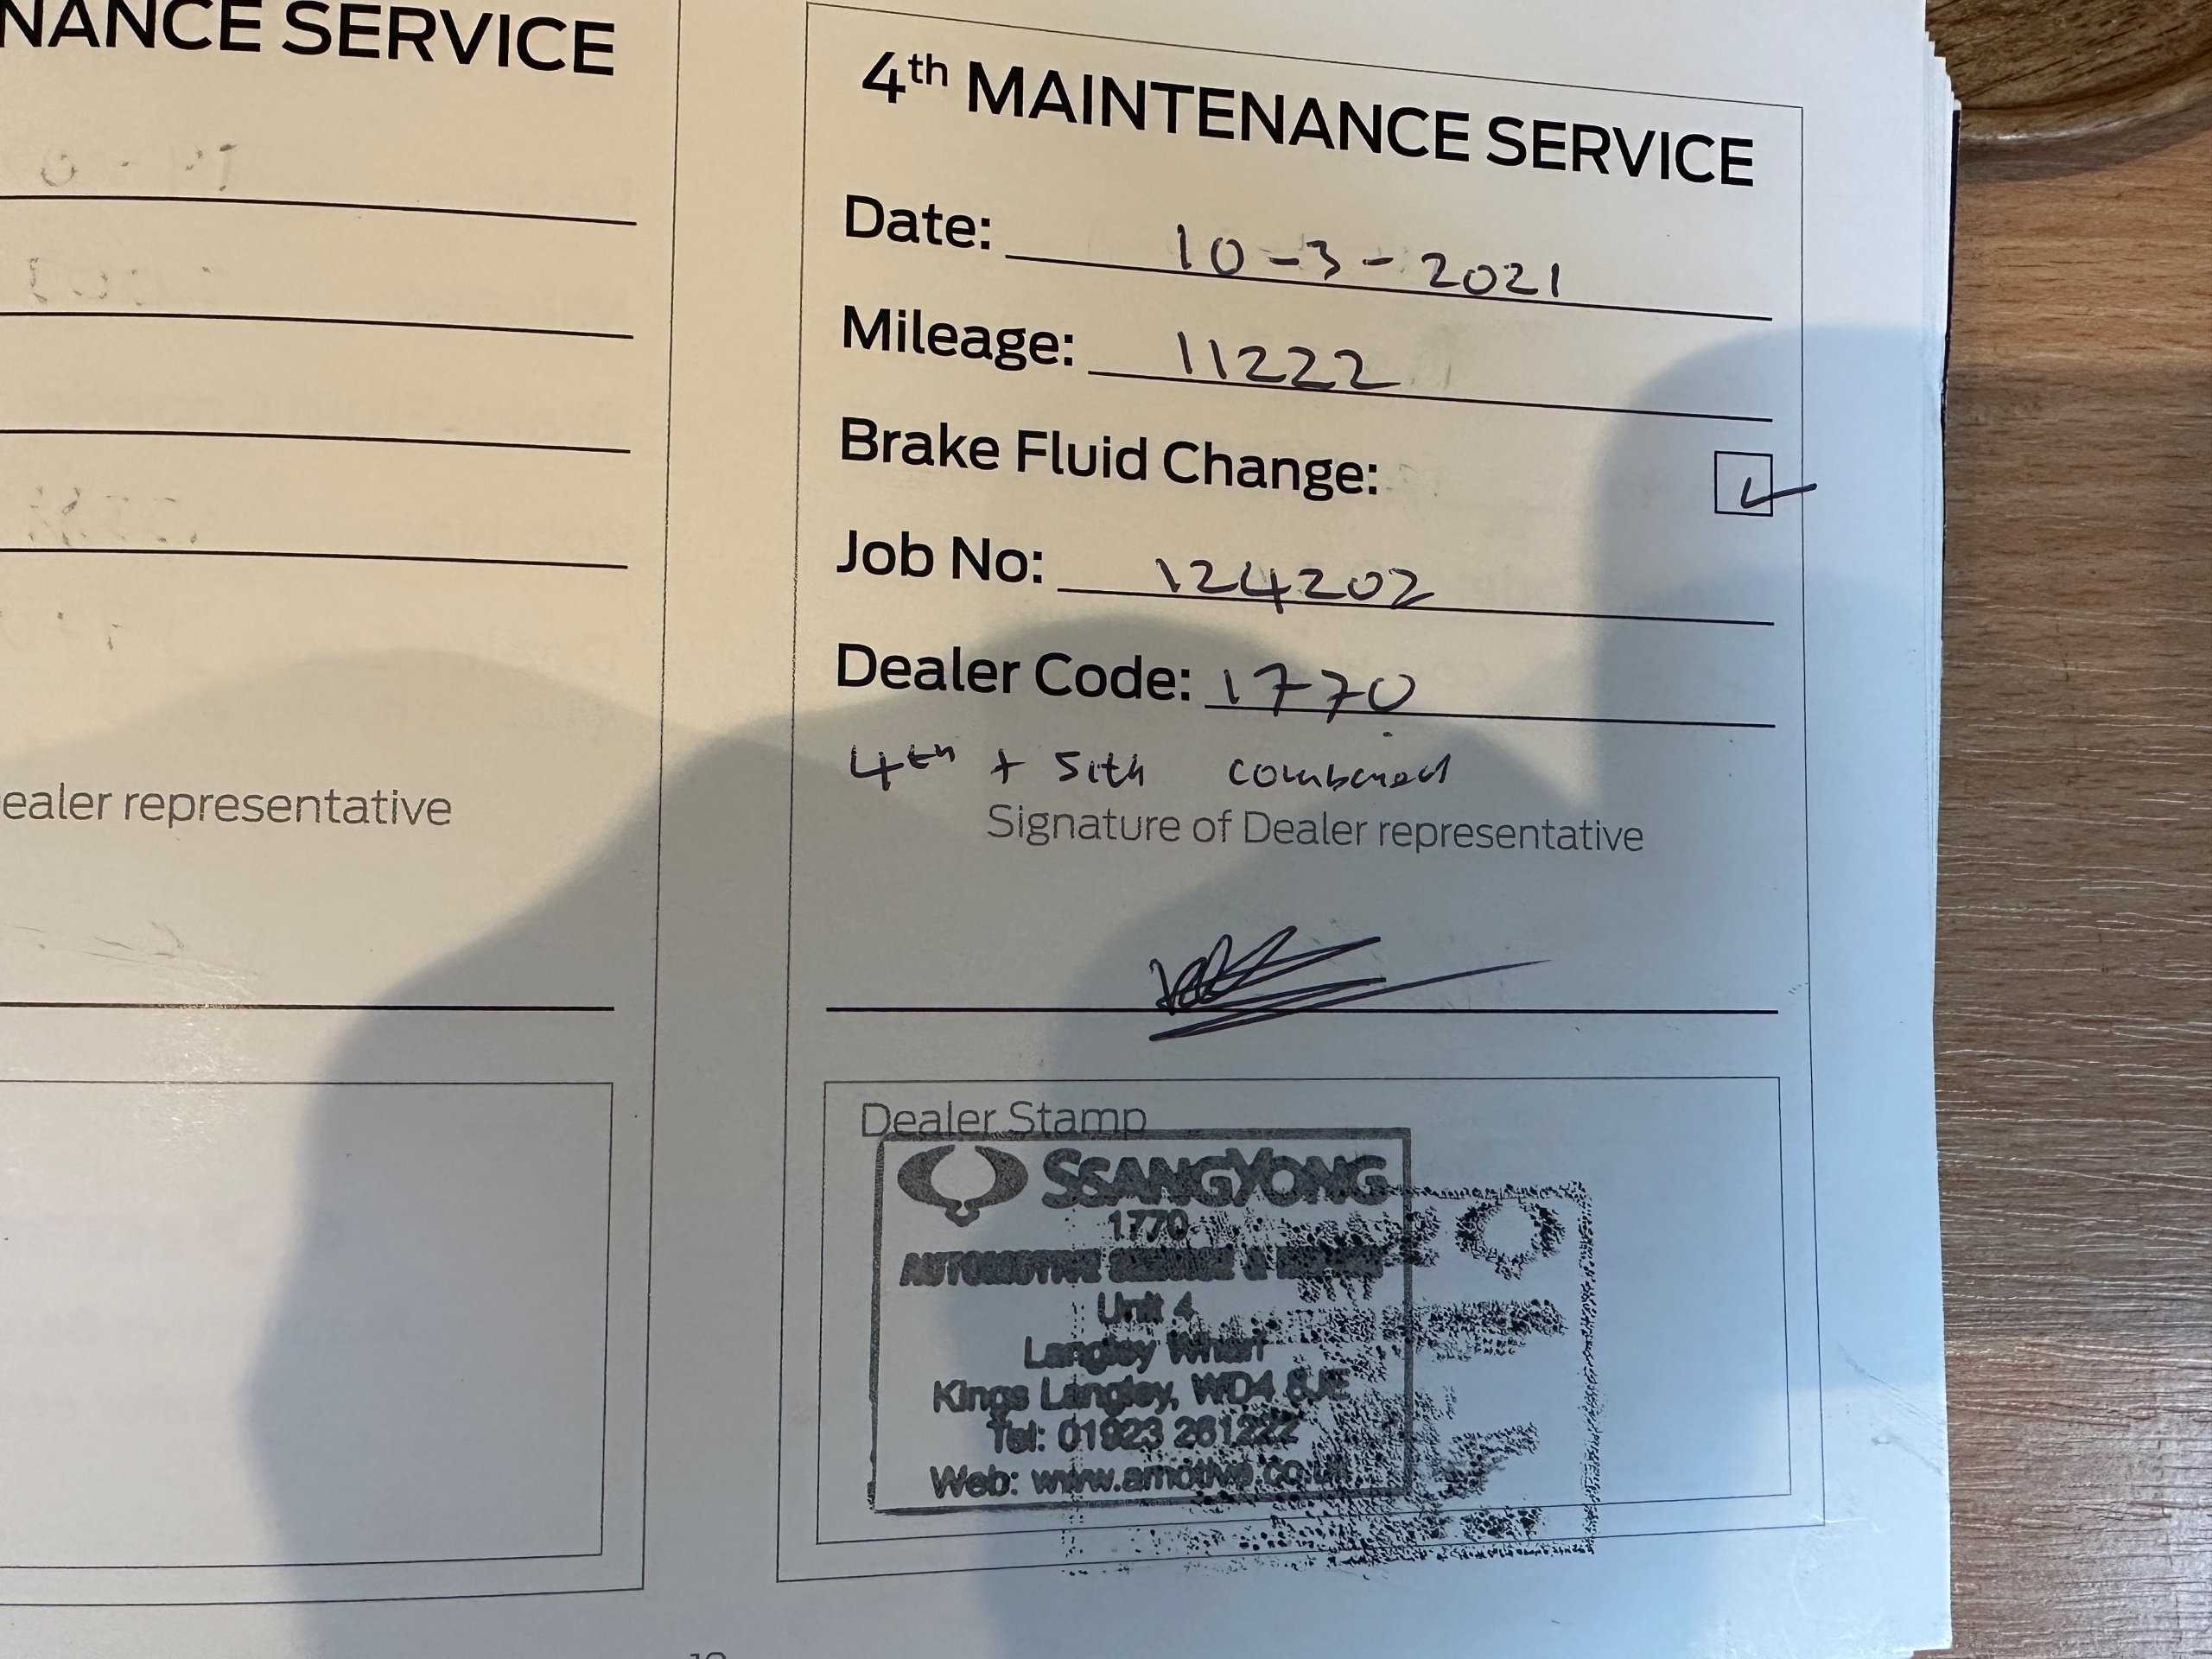 NANCE SERVICE
ealer representative
4th MAINTENANCE SERVICE
Date: 10-3-2021
Mileage: 11222
Brake Fluid Change: ✓
Job No: 124202
Dealer Code: 1770
4th + 5ith combined
Signature of Dealer representative
Dealer Stamp
SSANGYONG
1770
AUTOMOTIVE SERVICE &
Unit 4
Langley Wharf
Kings Langley, WD4 8JE
Tel: 01923 261222
Web: www.amotive.co.uk